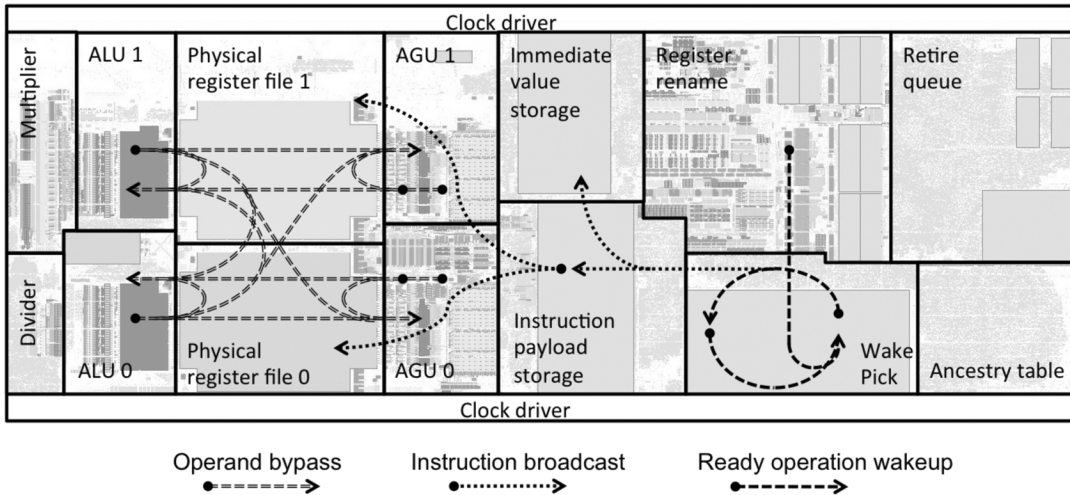 Clock driver
Multiplier
ALU 1
Physical
register file 1
AGU 1
Immediate
value
storage
Register
rename
Retire
queue
Divider
ALU 0
Physical
register file 0
AGU 0
Instruction
payload
storage
Wake
Pick
Ancestry table
Clock driver
Operand bypass
Instruction broadcast
Ready operation wakeup